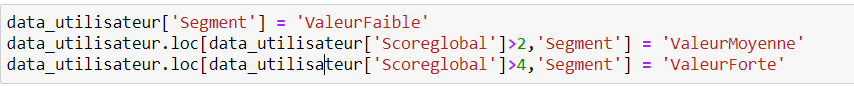 data_utilisateur['Segment'] = 'ValeurFaible'
data_utilisateur.loc[data_utilisateur['Scoreglobal']>2,'Segment'] = 'ValeurMoyenne'
data_utilisateur.loc[data_utilisateur['Scoreglobal']>4,'Segment'] = 'ValeurForte'